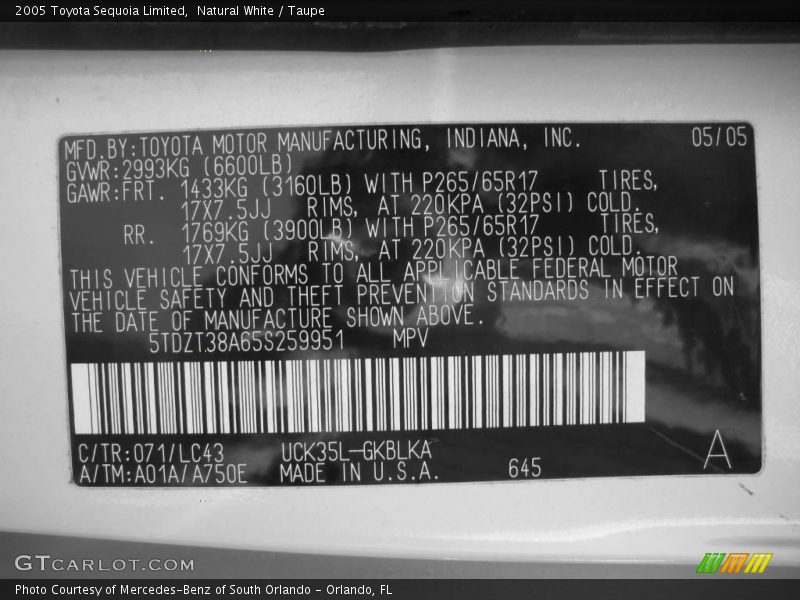 2005 Toyota Sequoia Limited, Natural White / Taupe
MFD.BY:TOYOTA MOTOR MANUFACTURING, INDIANA, INC. 05/05
GVWR:2993KG (6600LB)
GAWR:FRT. 1433KG (3160LB) WITH P265/65R17 TIRES,
17X7.5JJ RIMS, AT 220KPA (32PSI) COLD.
RR. 1769KG (3900LB) WITH P265/65R17 TIRES,
17X7.5JJ RIMS, AT 220KPA (32PSI) COLD.
THIS VEHICLE CONFORMS TO ALL APPLICABLE FEDERAL MOTOR
VEHICLE SAFETY AND THEFT PREVENTION STANDARDS IN EFFECT ON
THE DATE OF MANUFACTURE SHOWN ABOVE.
5TDZT38A65S259951 MPV
C/TR:071/LC43 UCK35L-GKBLKA
A/TM:A01A/A750E MADE IN U.S.A. 645 A
GTCARLOT.COM
Photo Courtesy of Mercedes-Benz of South Orlando - Orlando, FL